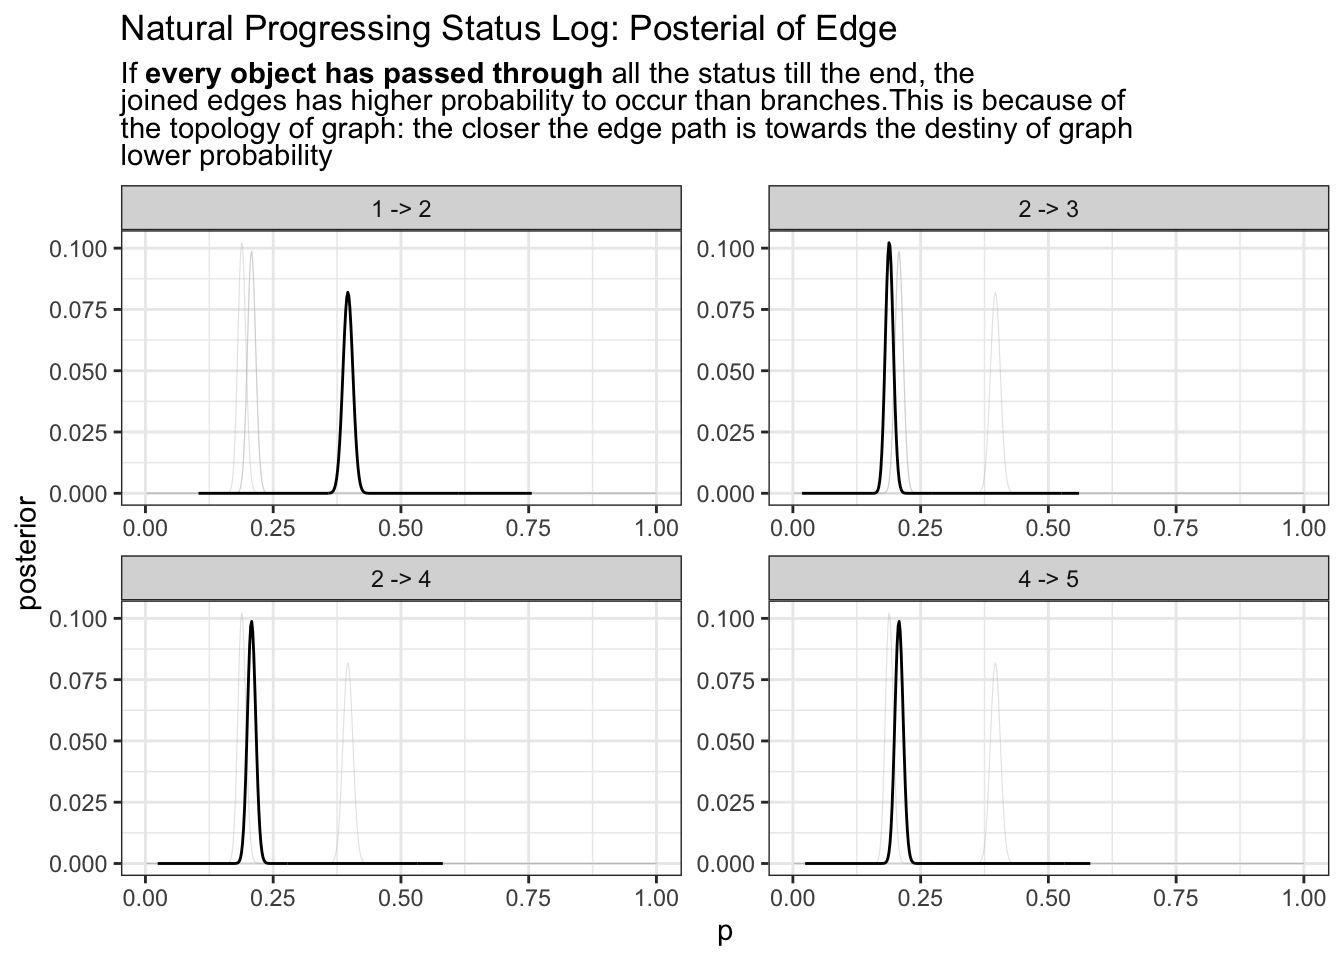 Natural Progressing Status Log: Posterial of Edge
If every object has passed through all the status till the end, the
joined edges has higher probability to occur than branches.This is because of
the topology of graph: the closer the edge path is towards the destiny of graph
lower probability
1 -> 2
2 -> 3
0.100
0.075
0.050
0.025
0.000
0.100
0.075
0.050
0.025
0.000
0.00 0.25 0.50 0.75 1.00
0.00 0.25 0.50 0.75 1.00
posterior
2 -> 4
4 -> 5
0.100
0.075
0.050
0.025
0.000
0.100
0.075
0.050
0.025
0.000
0.00 0.25 0.50 0.75 1.00
0.00 0.25 0.50 0.75 1.00
p